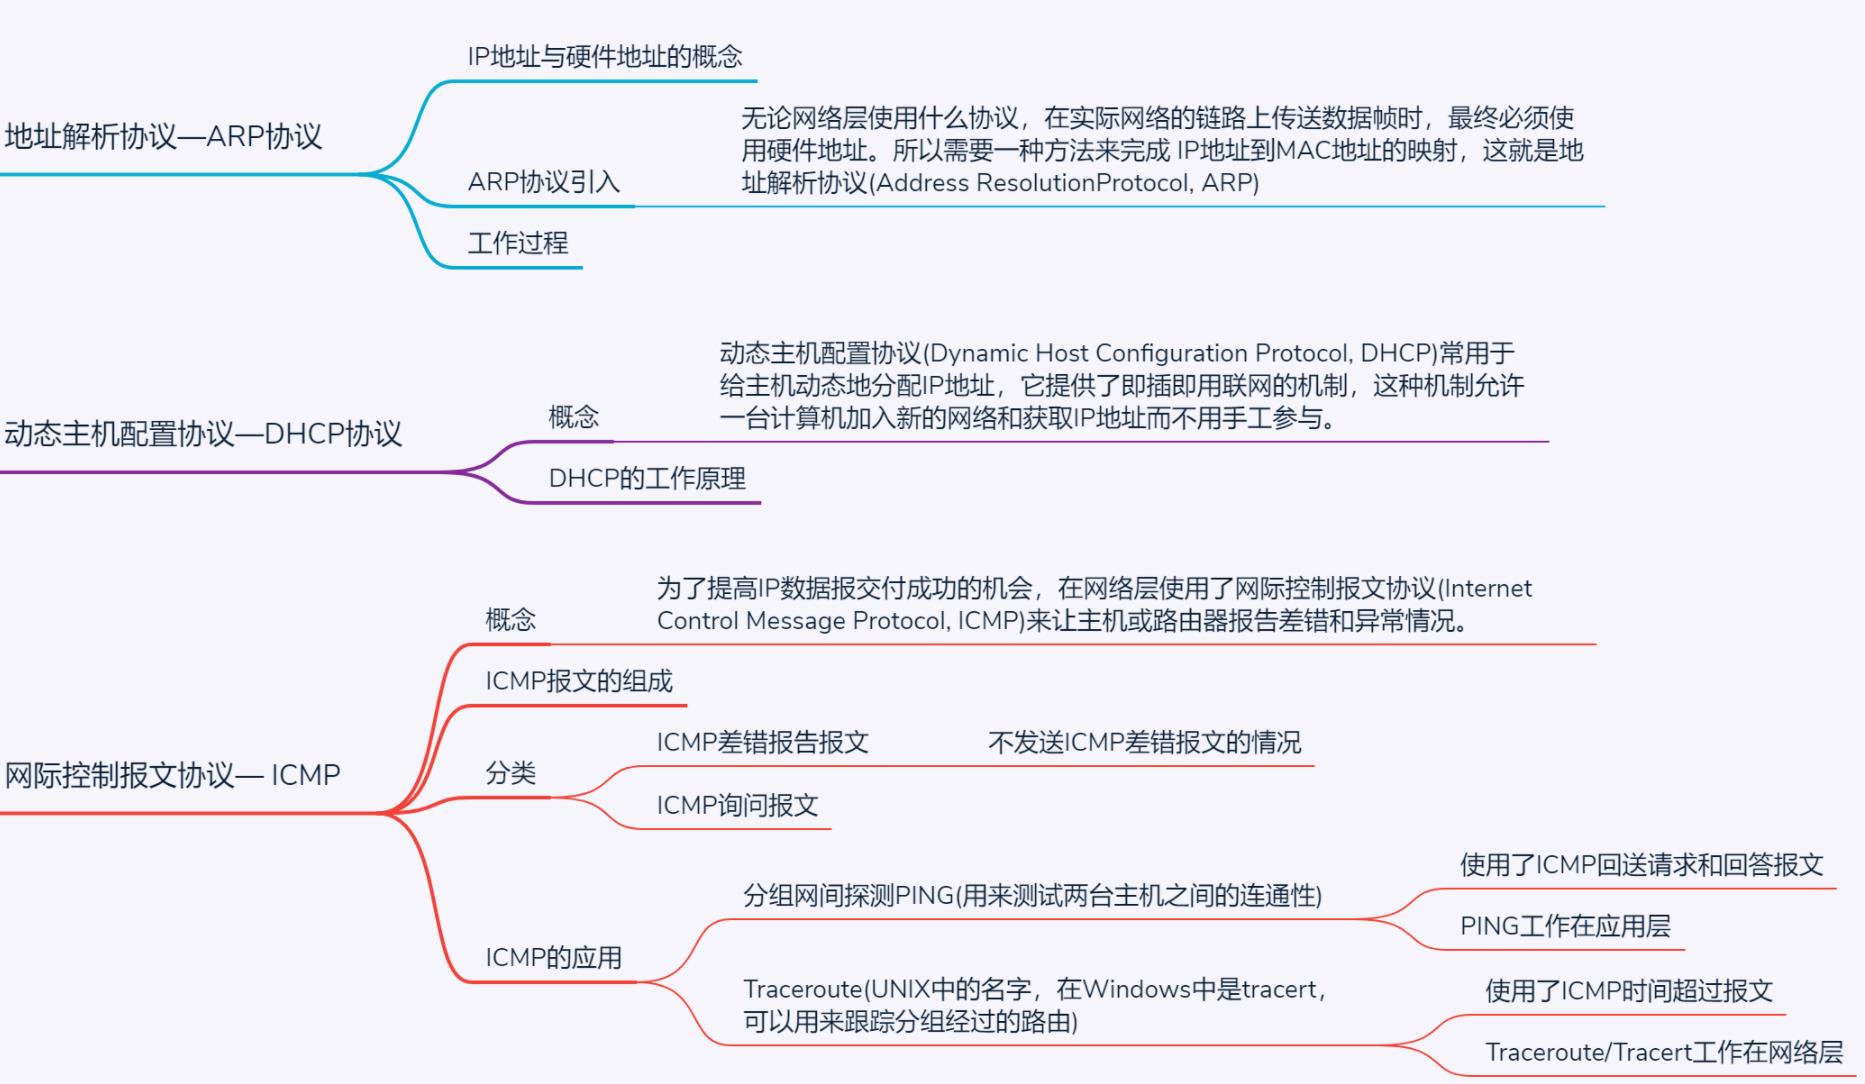 IP地址与硬件地址的概念
地址解析协议—ARP协议
无论网络层使用什么协议，在实际网络的链路上传送数据帧时，最终必须使
用硬件地址。所以需要一种方法来完成 IP地址到MAC地址的映射，这就是地
址解析协议(Address ResolutionProtocol, ARP)
ARP协议引入
工作过程
动态主机配置协议—DHCP协议
概念
动态主机配置协议(Dynamic Host Configuration Protocol, DHCP)常用于
给主机动态地分配IP地址，它提供了即插即用联网的机制，这种机制允许
一台计算机加入新的网络和获取IP地址而不用手工参与。
DHCP的工作原理
网际控制报文协议— ICMP
概念
为了提高IP数据报交付成功的机会，在网络层使用了网际控制报文协议(Internet
Control Message Protocol, ICMP)来让主机或路由器报告差错和异常情况。
ICMP报文的组成
分类
ICMP差错报告报文
不发送ICMP差错报文的情况
ICMP询问报文
ICMP的应用
分组网间探测PING(用来测试两台主机之间的连通性)
使用了ICMP回送请求和回答报文
PING工作在应用层
Traceroute(UNIX中的名字，在Windows中是tracert，
可以用来跟踪分组经过的路由)
使用了ICMP时间超过报文
Traceroute/Tracert工作在网络层